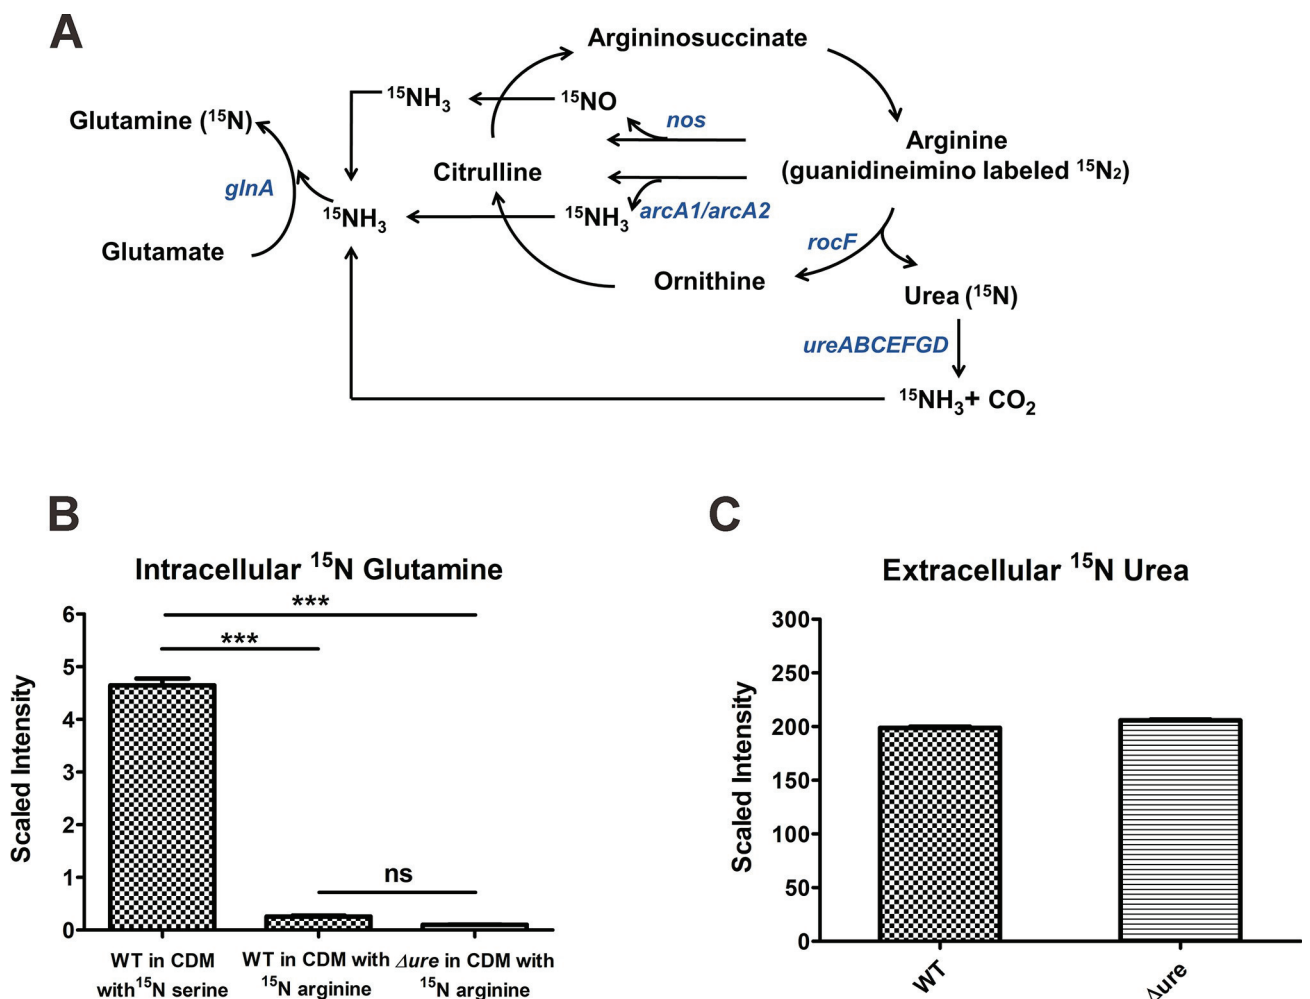 A
Argininosuccinate
¹⁵NH₃
¹⁵NO
Glutamine (¹⁵N)
nos
Arginine
(guanidineimino labeled ¹⁵N₂)
Citrulline
glnA
¹⁵NH₃
¹⁵NH₃
arcA1/arcA2
Glutamate
rocF
Ornithine
Urea (¹⁵N)
ureABCEFGD
¹⁵NH₃+ CO₂
B
Intracellular ¹⁵N Glutamine
Scaled Intensity
6
5
4
3
2
1
0
***
***
ns
WT in CDM
with¹⁵N serine
WT in CDM with
¹⁵N arginine
Δure in CDM with
¹⁵N arginine
C
Extracellular ¹⁵N Urea
Scaled Intensity
300
250
200
150
100
50
0
WT
Δure